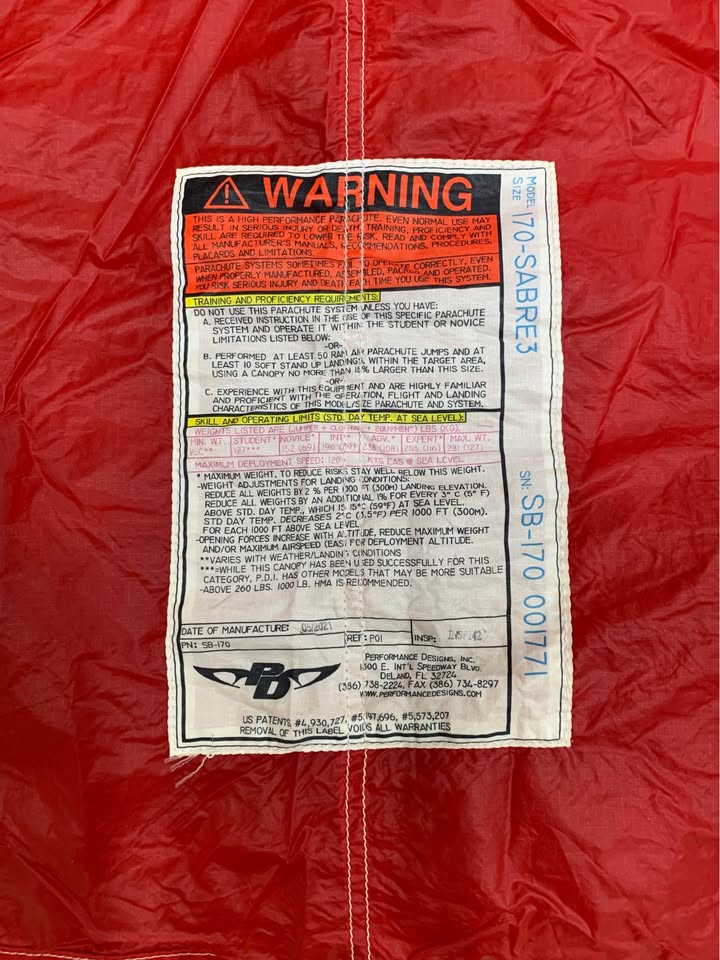 WARNING
THIS IS A HIGH PERFORMANCE PARACHUTE. EVEN NORMAL USE MAY
RESULT IN SERIOUS INJURY OR DEATH. TRAINING, PROFICIENCY AND
SKILL ARE REQUIRED TO LOWER THE RISK. READ AND COMPLY WITH
ALL MANUFACTURER'S MANUALS, RECOMMENDATIONS, PROCEDURES,
PLACARDS AND LIMITATIONS.
PARACHUTE SYSTEMS SOMETIMES FAIL TO OPERATE CORRECTLY, EVEN
WHEN PROPERLY MANUFACTURED, ASSEMBLED, PACKED AND OPERATED.
YOU RISK SERIOUS INJURY AND DEATH EACH TIME YOU USE THIS SYSTEM.
TRAINING AND PROFICIENCY REQUIREMENTS:
DO NOT USE THIS PARACHUTE SYSTEM UNLESS YOU HAVE:
A. RECEIVED INSTRUCTION IN THE USE OF THIS SPECIFIC PARACHUTE
SYSTEM AND OPERATE IT WITHIN THE STUDENT OR NOVICE
LIMITATIONS LISTED BELOW:
-OR-
B. PERFORMED AT LEAST 50 RAM AIR PARACHUTE JUMPS AND AT
LEAST 10 SOFT STAND UP LANDINGS WITHIN THE TARGET AREA,
USING A CANOPY NO MORE THAN 15% LARGER THAN THIS SIZE.
-OR-
C. EXPERIENCE WITH THIS EQUIPMENT AND ARE HIGHLY FAMILIAR
AND PROFICIENT WITH THE OPERATION, FLIGHT AND LANDING
CHARACTERISTICS OF THIS MODEL/SIZE PARACHUTE AND SYSTEM.
SKILL AND OPERATING LIMITS (STD. DAY TEMP. AT SEA LEVEL):
WEIGHTS LISTED ARE (JUMPER + CLOTHING + EQUIPMENT) LBS (KG).
MIN. WT. STUDENT* NOVICE* INT* ADV.* EXPERT* MAX. WT.
*** 152 (69) 255 (116) 281 (127)
MAXIMUM DEPLOYMENT SPEED: KTS EAS @ SEA LEVEL
* MAXIMUM WEIGHT, TO REDUCE RISKS STAY WELL BELOW THIS WEIGHT.
-WEIGHT ADJUSTMENTS FOR LANDING CONDITIONS:
REDUCE ALL WEIGHTS BY 2 % PER 1000 FT (300M) LANDING ELEVATION.
REDUCE ALL WEIGHTS BY AN ADDITIONAL 1% FOR EVERY 3° C (5° F)
ABOVE STD. DAY TEMP., WHICH IS 15°C (59°F) AT SEA LEVEL.
STD DAY TEMP. DECREASES 2°C (3.5°F) PER 1000 FT (300M).
FOR EACH 1000 FT ABOVE SEA LEVEL
-OPENING FORCES INCREASE WITH ALTITUDE, REDUCE MAXIMUM WEIGHT
AND/OR MAXIMUM AIRSPEED (EAS) FOR DEPLOYMENT ALTITUDE.
**VARIES WITH WEATHER/LANDING CONDITIONS
***=WHILE THIS CANOPY HAS BEEN USED SUCCESSFULLY FOR THIS
CATEGORY, P.D.I. HAS OTHER MODELS THAT MAY BE MORE SUITABLE
-ABOVE 260 LBS. 1000 LB. HMA IS RECOMMENDED.
DATE OF MANUFACTURE: 05/2021
PN: SB-170 REF: P01 INSP:
PD
PERFORMANCE DESIGNS, INC.
1300 E. INT'L SPEEDWAY BLVD.
DELAND, FL 32724
(386) 738-2224, FAX (386) 734-8297
WWW.PERFORMANCEDESIGNS.COM
US PATENTS #4,930,727, #5,197,696, #5,573,207
REMOVAL OF THIS LABEL VOIDS ALL WARRANTIES
MODEL
SIZE 170-SABRE3
SN: SB-170 001771